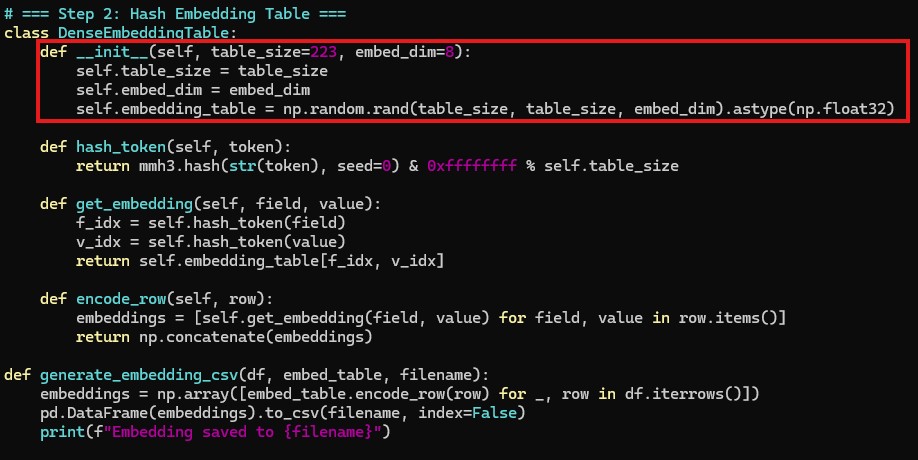 # === Step 2: Hash Embedding Table ===
class DenseEmbeddingTable:
    def __init__(self, table_size=223, embed_dim=8):
        self.table_size = table_size
        self.embed_dim = embed_dim
        self.embedding_table = np.random.rand(table_size, table_size, embed_dim).astype(np.float32)
    def hash_token(self, token):
        return mmh3.hash(str(token), seed=0) & 0xffffffff % self.table_size
    def get_embedding(self, field, value):
        f_idx = self.hash_token(field)
        v_idx = self.hash_token(value)
        return self.embedding_table[f_idx, v_idx]
    def encode_row(self, row):
        embeddings = [self.get_embedding(field, value) for field, value in row.items()]
        return np.concatenate(embeddings)
def generate_embedding_csv(df, embed_table, filename):
    embeddings = np.array([embed_table.encode_row(row) for _, row in df.iterrows()])
    pd.DataFrame(embeddings).to_csv(filename, index=False)
    print(f"Embedding saved to {filename}")